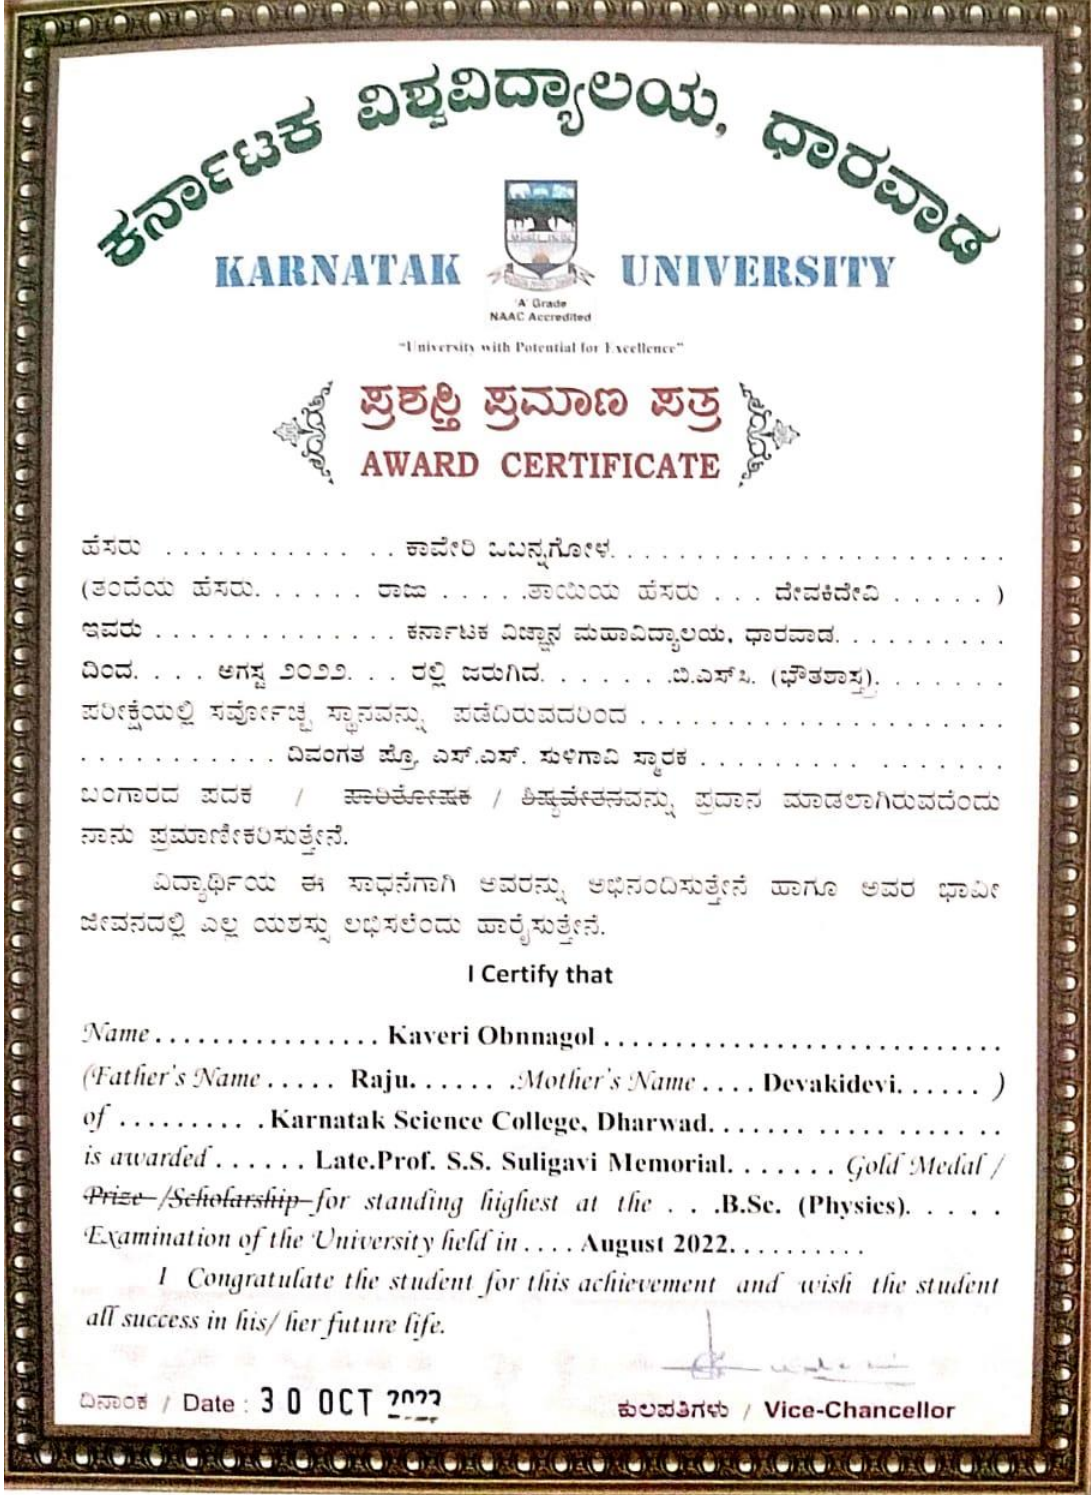 ಕರ್ನಾಟಕ ವಿಶ್ವವಿದ್ಯಾಲಯ, ಧಾರವಾಡ
KARNATAK UNIVERSITY
'A' Grade
NAAC Accredited
"University with Potential for Excellence"
ಪ್ರಶಸ್ತಿ ಪ್ರಮಾಣ ಪತ್ರ
AWARD CERTIFICATE
ಹೆಸರು . . . . . . . . . . . . . ಕಾವೇರಿ ಒಬನ್ನಗೋಳ. . . . . . . . . . . . . . . . . . . . . . .
(ತಂದೆಯ ಹೆಸರು. . . . . . ರಾಜು . . . . .ತಾಯಿಯ ಹೆಸರು . . . ದೇವಕಿದೇವಿ . . . . . )
ಇವರು . . . . . . . . . . . . . . ಕರ್ನಾಟಕ ವಿಜ್ಞಾನ ಮಹಾವಿದ್ಯಾಲಯ, ಧಾರವಾಡ. . . . . . . . . .
ದಿಂದ. . . . ಅಗಸ್ಟ ೨೦೨೨. . . ರಲ್ಲಿ ಜರುಗಿದ. . . . . . . .ಬಿ.ಎಸ್‌ಸಿ. (ಭೌತಶಾಸ್ತ್ರ). . . . . . .
ಪರೀಕ್ಷೆಯಲ್ಲಿ ಸರ್ವೋಚ್ಚ ಸ್ಥಾನವನ್ನು ಪಡೆದಿರುವದರಿಂದ . . . . . . . . . . . . . . . . . . . . .
. . . . . . . . . . . ದಿವಂಗತ ಪ್ರೊ. ಎಸ್.ಎಸ್. ಸುಳಿಗಾವಿ ಸ್ಮಾರಕ . . . . . . . . . . . . . . . . .
ಬಂಗಾರದ ಪದಕ / ಪಾರಿತೋಷಕ / ಶಿಷ್ಯವೇತನವನ್ನು ಪ್ರದಾನ ಮಾಡಲಾಗಿರುವದೆಂದು
ನಾನು ಪ್ರಮಾಣೀಕರಿಸುತ್ತೇನೆ.
ವಿದ್ಯಾರ್ಥಿಯ ಈ ಸಾಧನೆಗಾಗಿ ಅವರನ್ನು ಅಭಿನಂದಿಸುತ್ತೇನೆ ಹಾಗೂ ಅವರ ಭಾವೀ
ಜೀವನದಲ್ಲಿ ಎಲ್ಲ ಯಶಸ್ಸು ಲಭಿಸಲೆಂದು ಹಾರೈಸುತ್ತೇನೆ.
I Certify that
Name . . . . . . . . . . . . . . . . Kaveri Obnnagol . . . . . . . . . . . . . . . . . . . . . . . . . . . .
(Father's Name . . . . . Raju. . . . . . .Mother's Name . . . . Devakidevi. . . . . . )
of . . . . . . . . . .Karnatak Science College, Dharwad. . . . . . . . . . . . . . . . . . .
is awarded . . . . . . Late.Prof. S.S. Suligavi Memorial. . . . . . . Gold Medal /
Prize /Scholarship for standing highest at the . . .B.Sc. (Physics). . . . .
Examination of the University held in . . . . August 2022. . . . . . . . . .
I Congratulate the student for this achievement and wish the student
all success in his/ her future life.
ದಿನಾಂಕ / Date : 30 OCT
ಕುಲಪತಿಗಳು / Vice-Chancellor